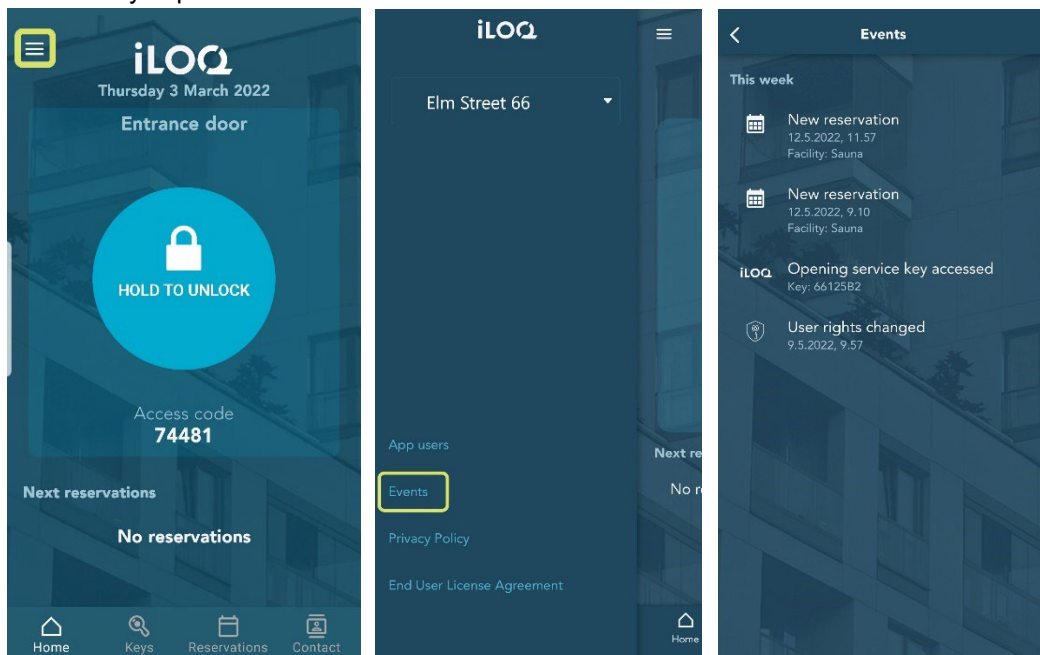 iLOQ
Thursday 3 March 2022
Entrance door
HOLD TO UNLOCK
Access code
74481
Next reservations
No reservations
Home
Keys
Reservations
Contact
iLOQ
Elm Street 66
App users
Events
Privacy Policy
End User License Agreement
Next re
No r
Home
Events
This week
New reservation
12.5.2022, 11.57
Facility: Sauna
New reservation
12.5.2022, 9.10
Facility: Sauna
iLOQ
Opening service key accessed
Key: 66125B2
User rights changed
9.5.2022, 9.57